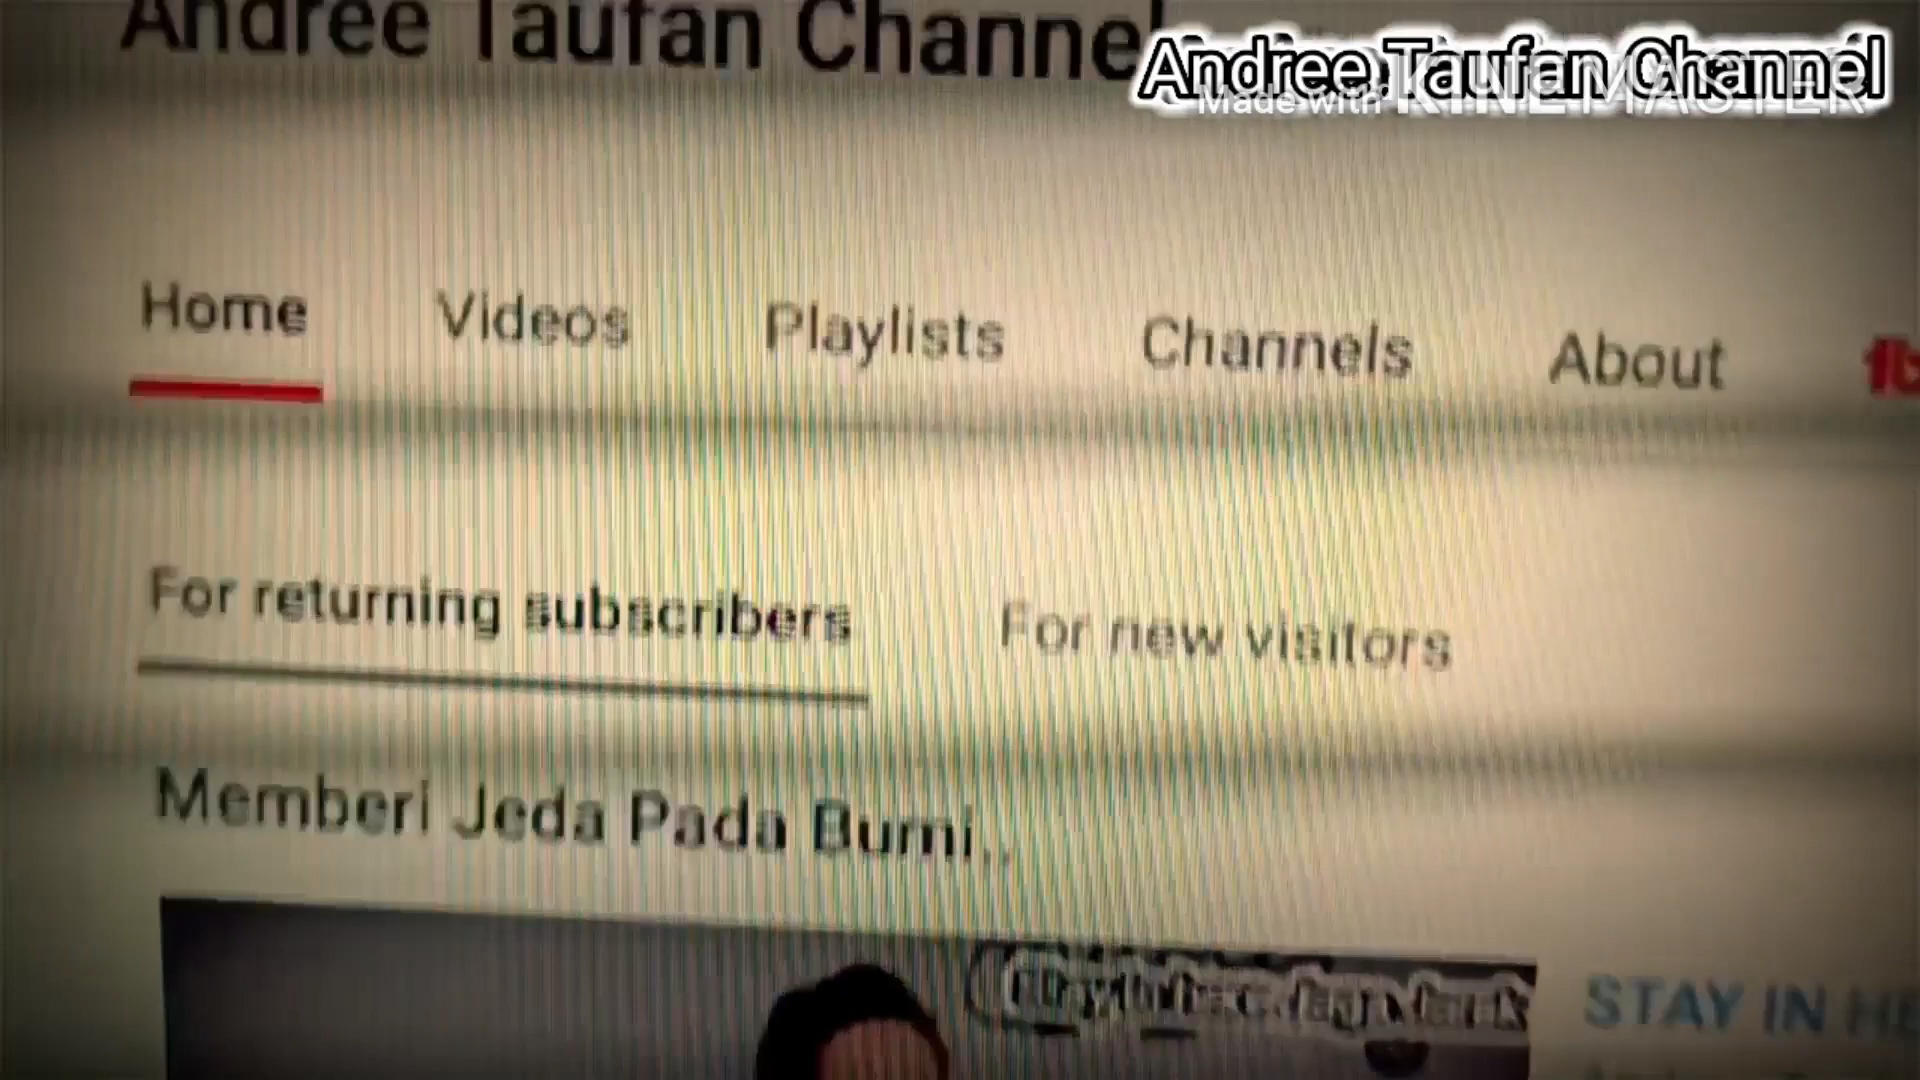 Andree Taufan Channel
Andree Taufan Channel
Made with KINEMASTER
Home Videos Playlists Channels About
For returning subscribers For new visitors
Memberi Jeda Pada Bumi..
STAY IN